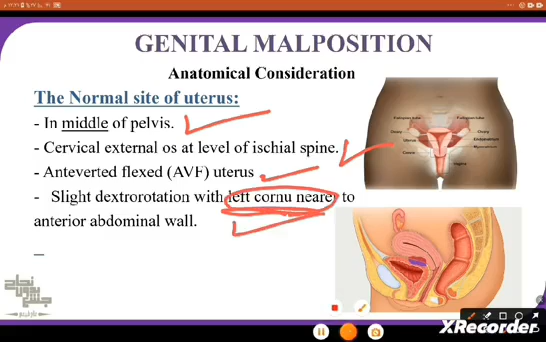 GENITAL MALPOSITION
Anatomical Consideration
The Normal site of uterus:
- In middle of pelvis.
- Cervical external os at level of ischial spine.
- Anteverted flexed (AVF) uterus
- Slight dextrorotation with left cornu nearer to
anterior abdominal wall.
Fallopian tube
Fallopian tube
Ovary
Ovary
Uterus
Endometrium
Myometrium
Cervix
Vagina
XRecorder